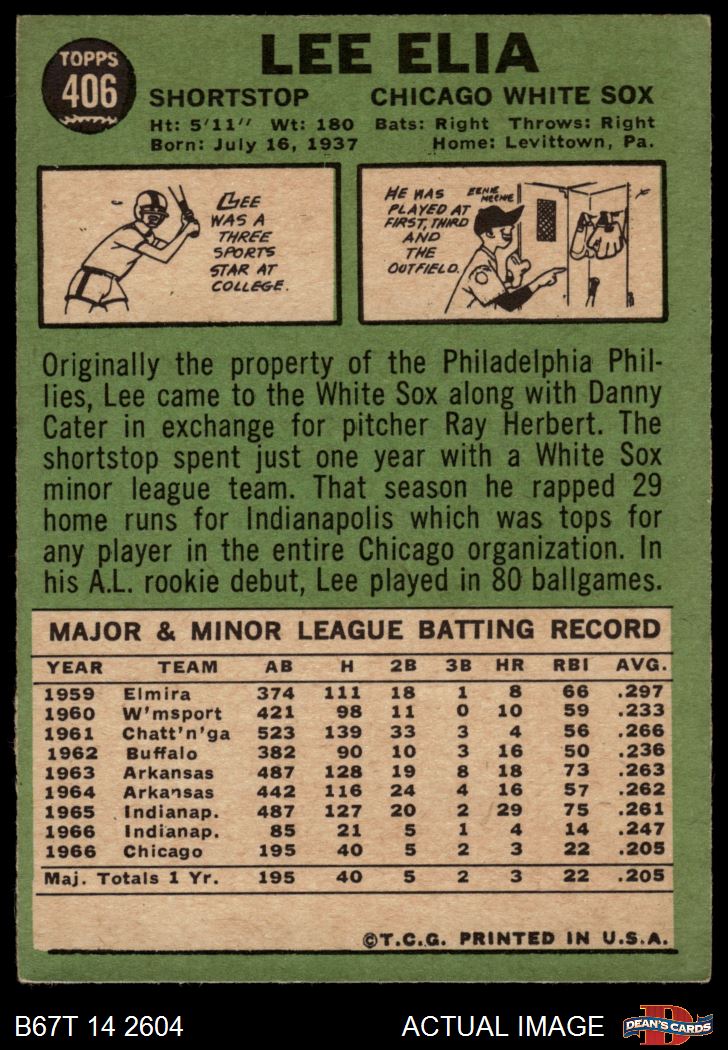 TOPPS
406
LEE ELIA
SHORTSTOP CHICAGO WHITE SOX
Ht: 5'11" Wt: 180 Bats: Right Throws: Right
Born: July 16, 1937 Home: Levittown, Pa.
LEE
WAS A
THREE
SPORTS
STAR AT
COLLEGE.
HE WAS
PLAYED AT
FIRST, THIRD
AND
THE
OUTFIELD.
EENIE
MEENIE
Originally the property of the Philadelphia Phil-
lies, Lee came to the White Sox along with Danny
Cater in exchange for pitcher Ray Herbert. The
shortstop spent just one year with a White Sox
minor league team. That season he rapped 29
home runs for Indianapolis which was tops for
any player in the entire Chicago organization. In
his A.L. rookie debut, Lee played in 80 ballgames.
MAJOR & MINOR LEAGUE BATTING RECORD
YEAR TEAM AB H 2B 3B HR RBI AVG.
1959 Elmira 374 111 18 1 8 66 .297
1960 W'msport 421 98 11 0 10 59 .233
1961 Chatt'n'ga 523 139 33 3 4 56 .266
1962 Buffalo 382 90 10 3 16 50 .236
1963 Arkansas 487 128 19 8 18 73 .263
1964 Arkansas 442 116 24 4 16 57 .262
1965 Indianap. 487 127 20 2 29 75 .261
1966 Indianap. 85 21 5 1 4 14 .247
1966 Chicago 195 40 5 2 3 22 .205
Maj. Totals 1 Yr. 195 40 5 2 3 22 .205
©T.C.G. PRINTED IN U.S.A.
B67T 14 2604 ACTUAL IMAGE
D
DEAN'S CARDS